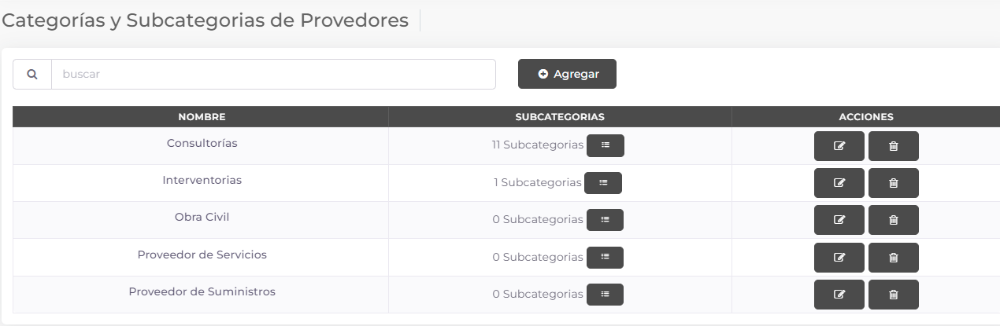 Categorías y Subcategorias de Provedores
buscar
Agregar
NOMBRE SUBCATEGORIAS ACCIONES
Consultorías 11 Subcategorias
Interventorias 1 Subcategorias
Obra Civil 0 Subcategorias
Proveedor de Servicios 0 Subcategorias
Proveedor de Suministros 0 Subcategorias